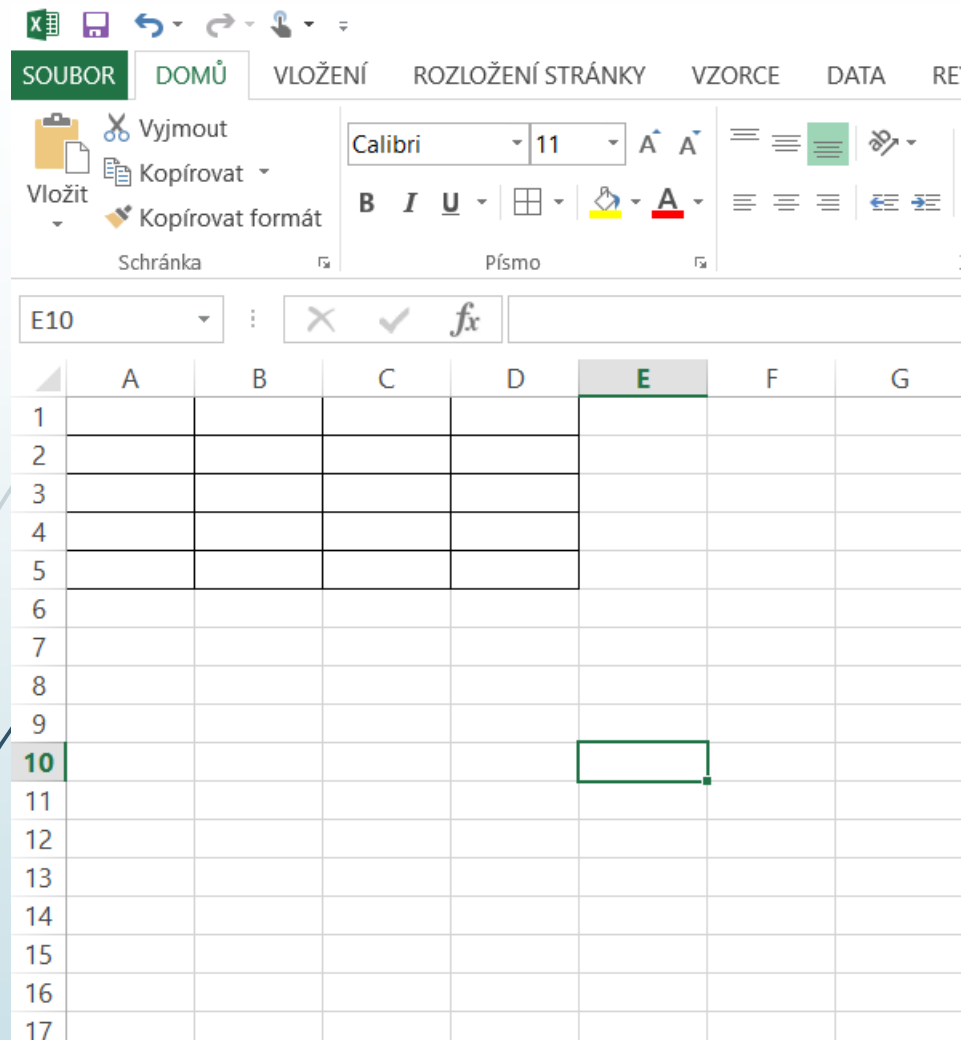 SOUBOR DOMŮ VLOŽENÍ ROZLOŽENÍ STRÁNKY VZORCE DATA RE
Vložit
Vyjmout
Kopírovat
Kopírovat formát
Schránka
Calibri 11
B I U A
Písmo
E10 fx
A B C D E F G
1
2
3
4
5
6
7
8
9
10
11
12
13
14
15
16
17